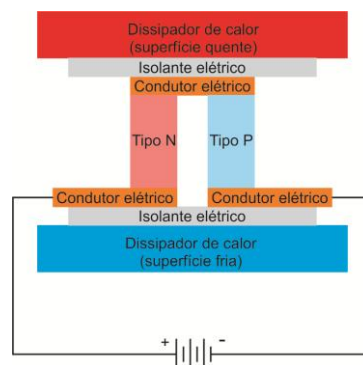 Dissipador de calor
(superfície quente)
Isolante elétrico
Condutor elétrico
Tipo N
Tipo P
Condutor elétrico
Condutor elétrico
Isolante elétrico
Dissipador de calor
(superfície fria)
+
-